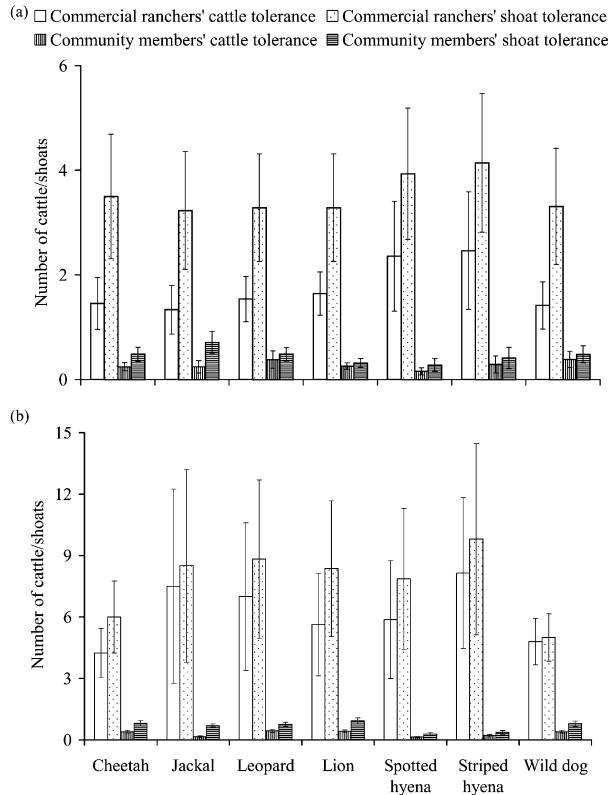 (a)
Commercial ranchers' cattle tolerance
Commercial ranchers' shoat tolerance
Community members' cattle tolerance
Community members' shoat tolerance
Number of cattle/shoats
6
4
2
0
(b)
Number of cattle/shoats
15
12
9
6
3
0
Cheetah
Jackal
Leopard
Lion
Spotted
hyena
Striped
hyena
Wild dog